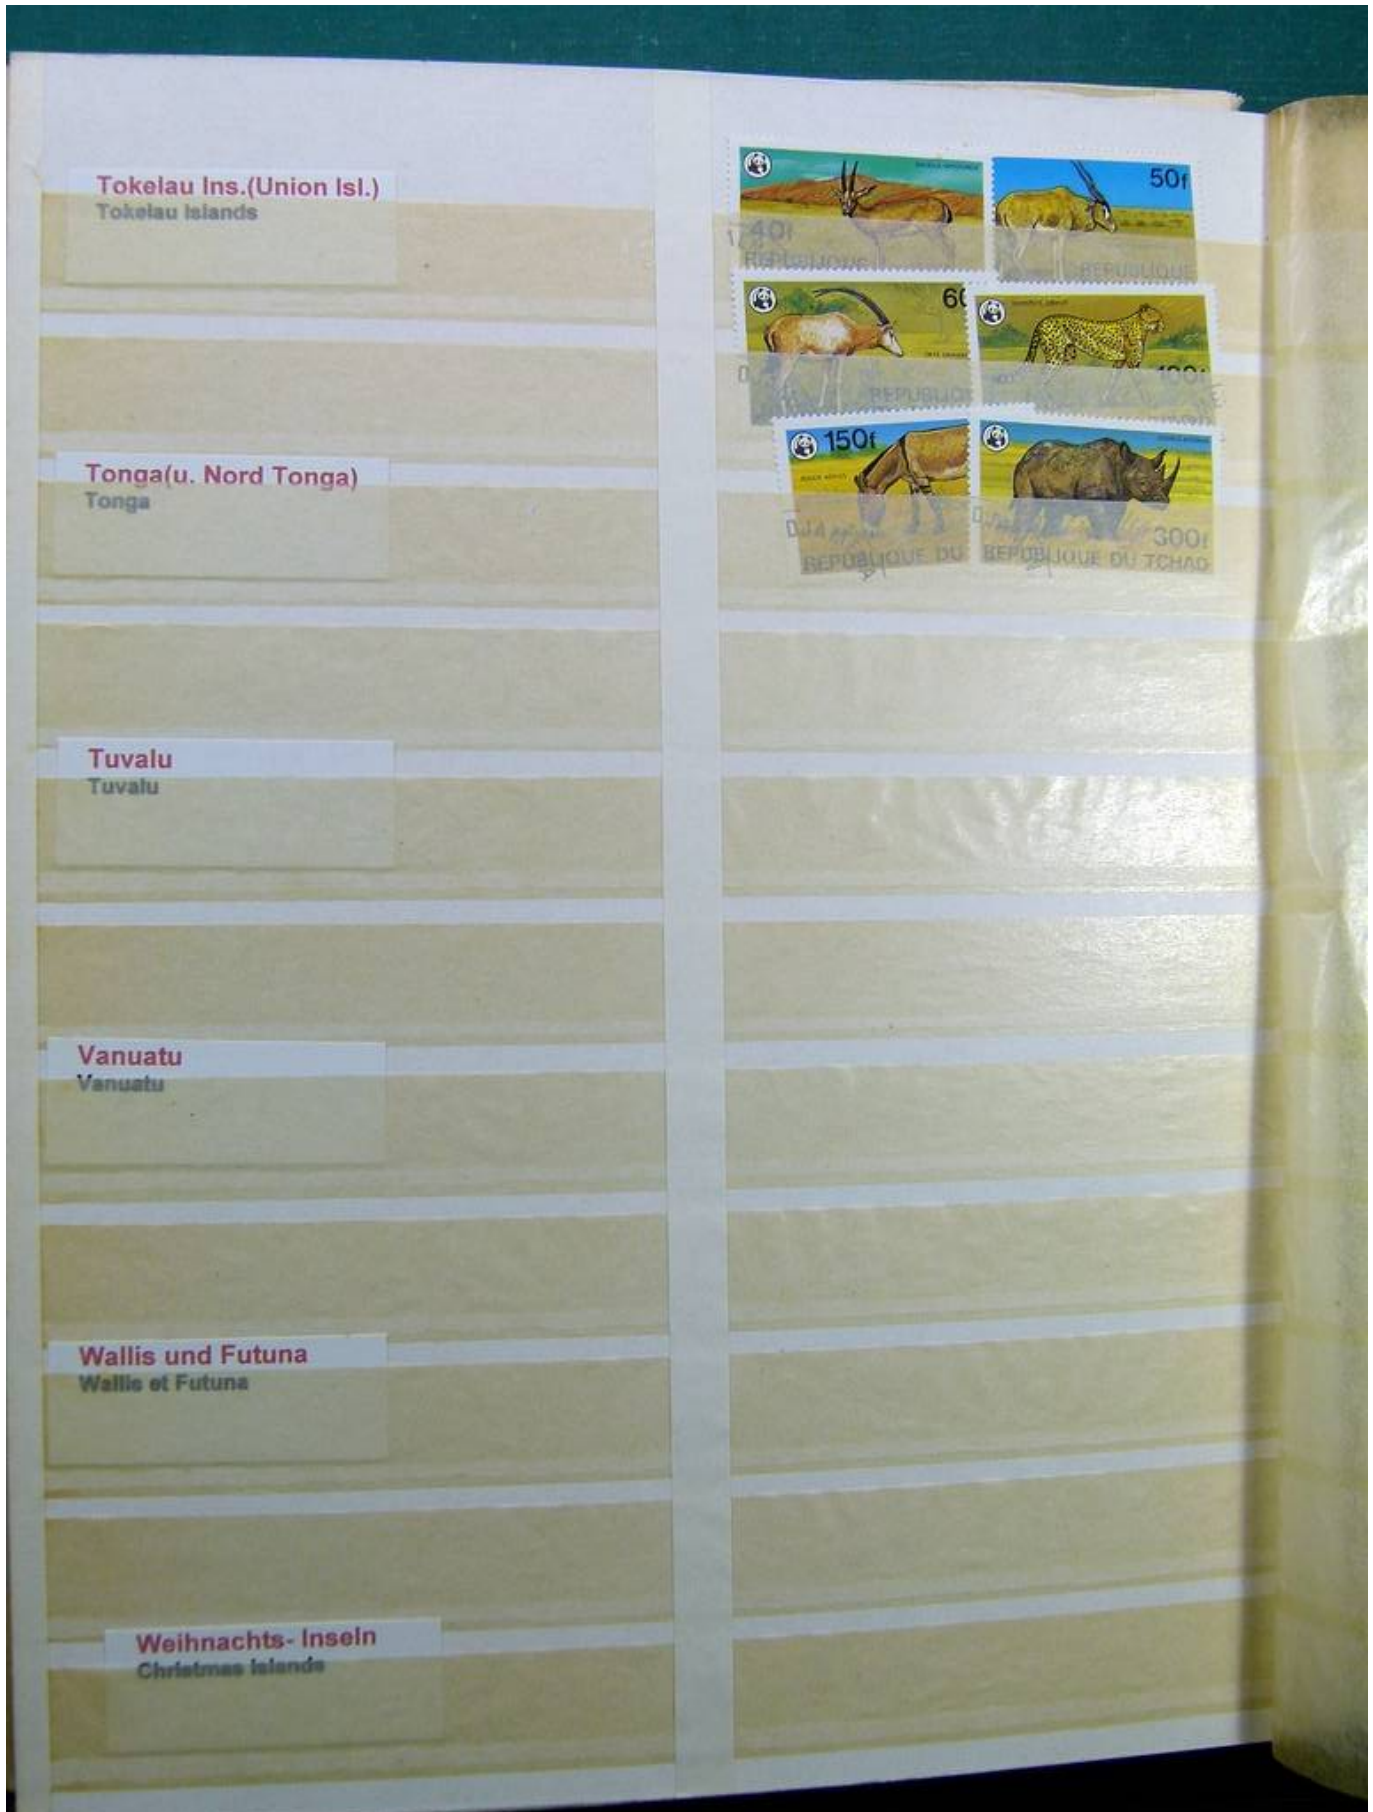 Tokelau Ins.(Union Isl.)
Tokelau Islands
40f
REPUBLIQUE
50f
REPUBLIQUE
60
REPUBLIQ
100f
Tonga(u. Nord Tonga)
Tonga
150f
REPUBLIQUE DU
300f
REPUBLIQUE DU TCHAD
Tuvalu
Tuvalu
Vanuatu
Vanuatu
Wallis und Futuna
Wallis et Futuna
Weihnachts- Inseln
Christmas Islands